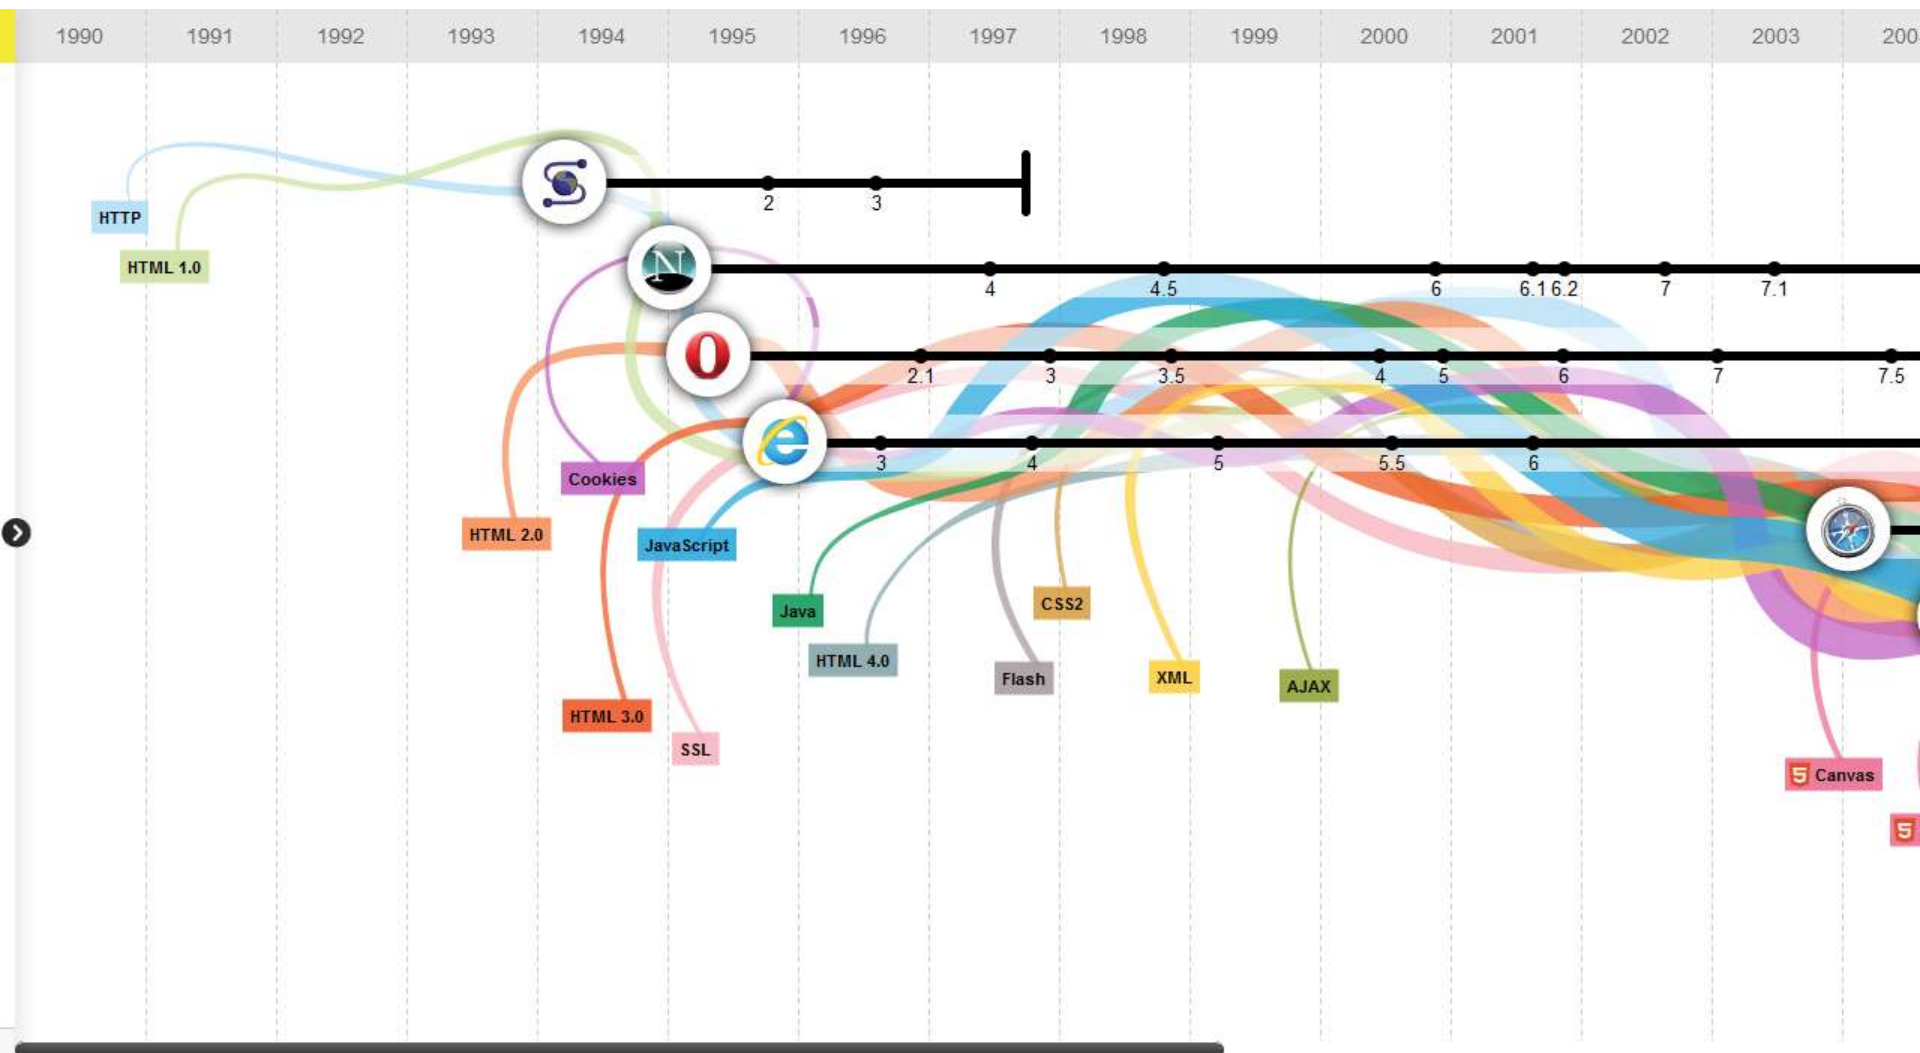 1990 1991 1992 1993 1994 1995 1996 1997 1998 1999 2000 2001 2002 2003 200
2 3
HTTP
HTML 1.0
N
4 4.5 6 6.1 6.2 7 7.1
2.1 3 3.5 4 5 6 7 7.5
3 4 5 5.5 6
Cookies
HTML 2.0
JavaScript
CSS2
Java
HTML 4.0
Flash
XML
AJAX
HTML 3.0
SSL
5 Canvas
5